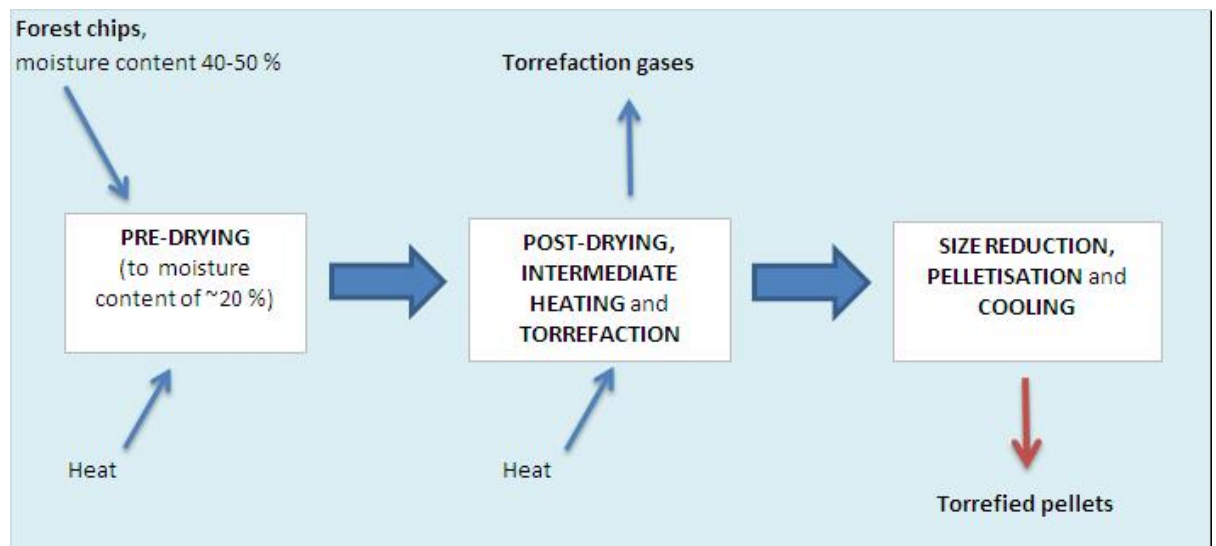 Forest chips,
moisture content 40-50 %
Torrefaction gases
PRE-DRYING
(to moisture
content of ~20 %)
POST-DRYING,
INTERMEDIATE
HEATING and
TORREFACTION
SIZE REDUCTION,
PELLETISATION and
COOLING
Heat
Heat
Torrefied pellets